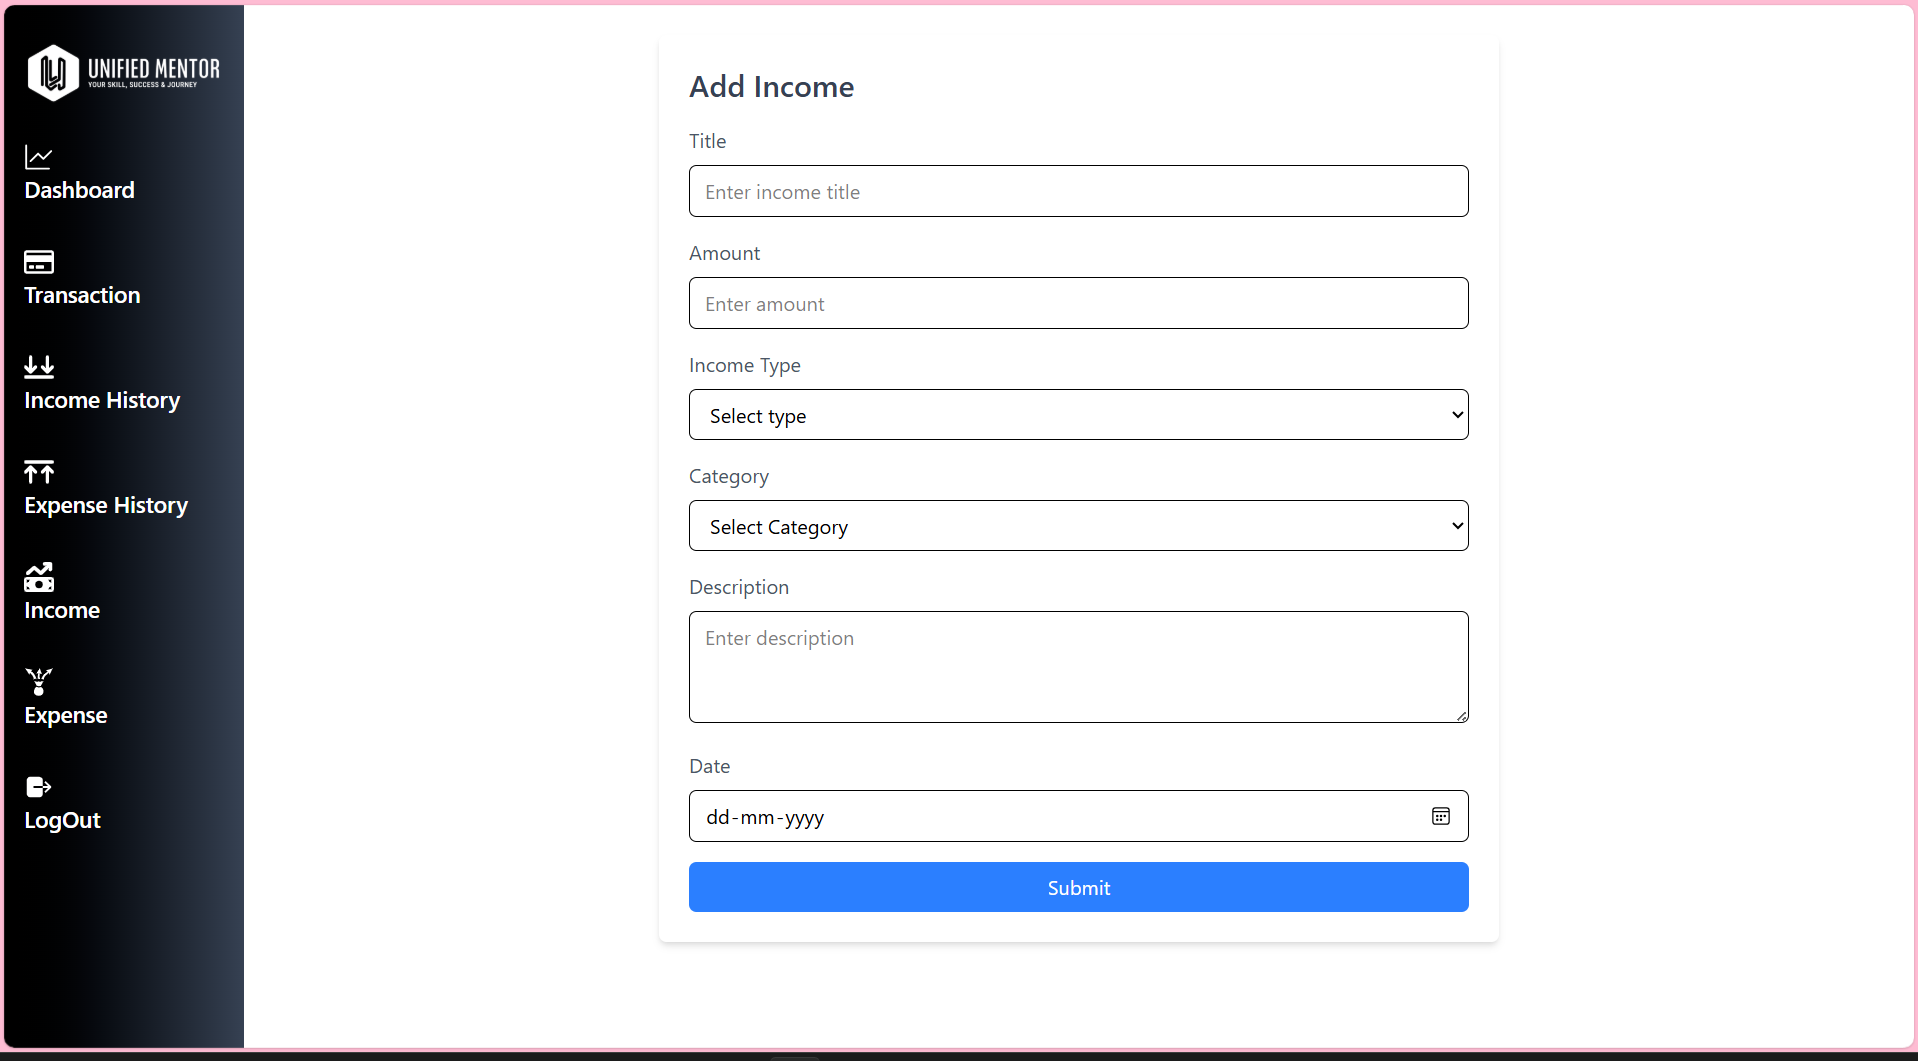 UNIFIED MENTOR
YOUR SKILL, SUCCESS & JOURNEY
Dashboard
Transaction
Income History
Expense History
Income
Expense
LogOut
Add Income
Title
Enter income title
Amount
Enter amount
Income Type
Select type
Category
Select Category
Description
Enter description
Date
dd-mm-yyyy
Submit